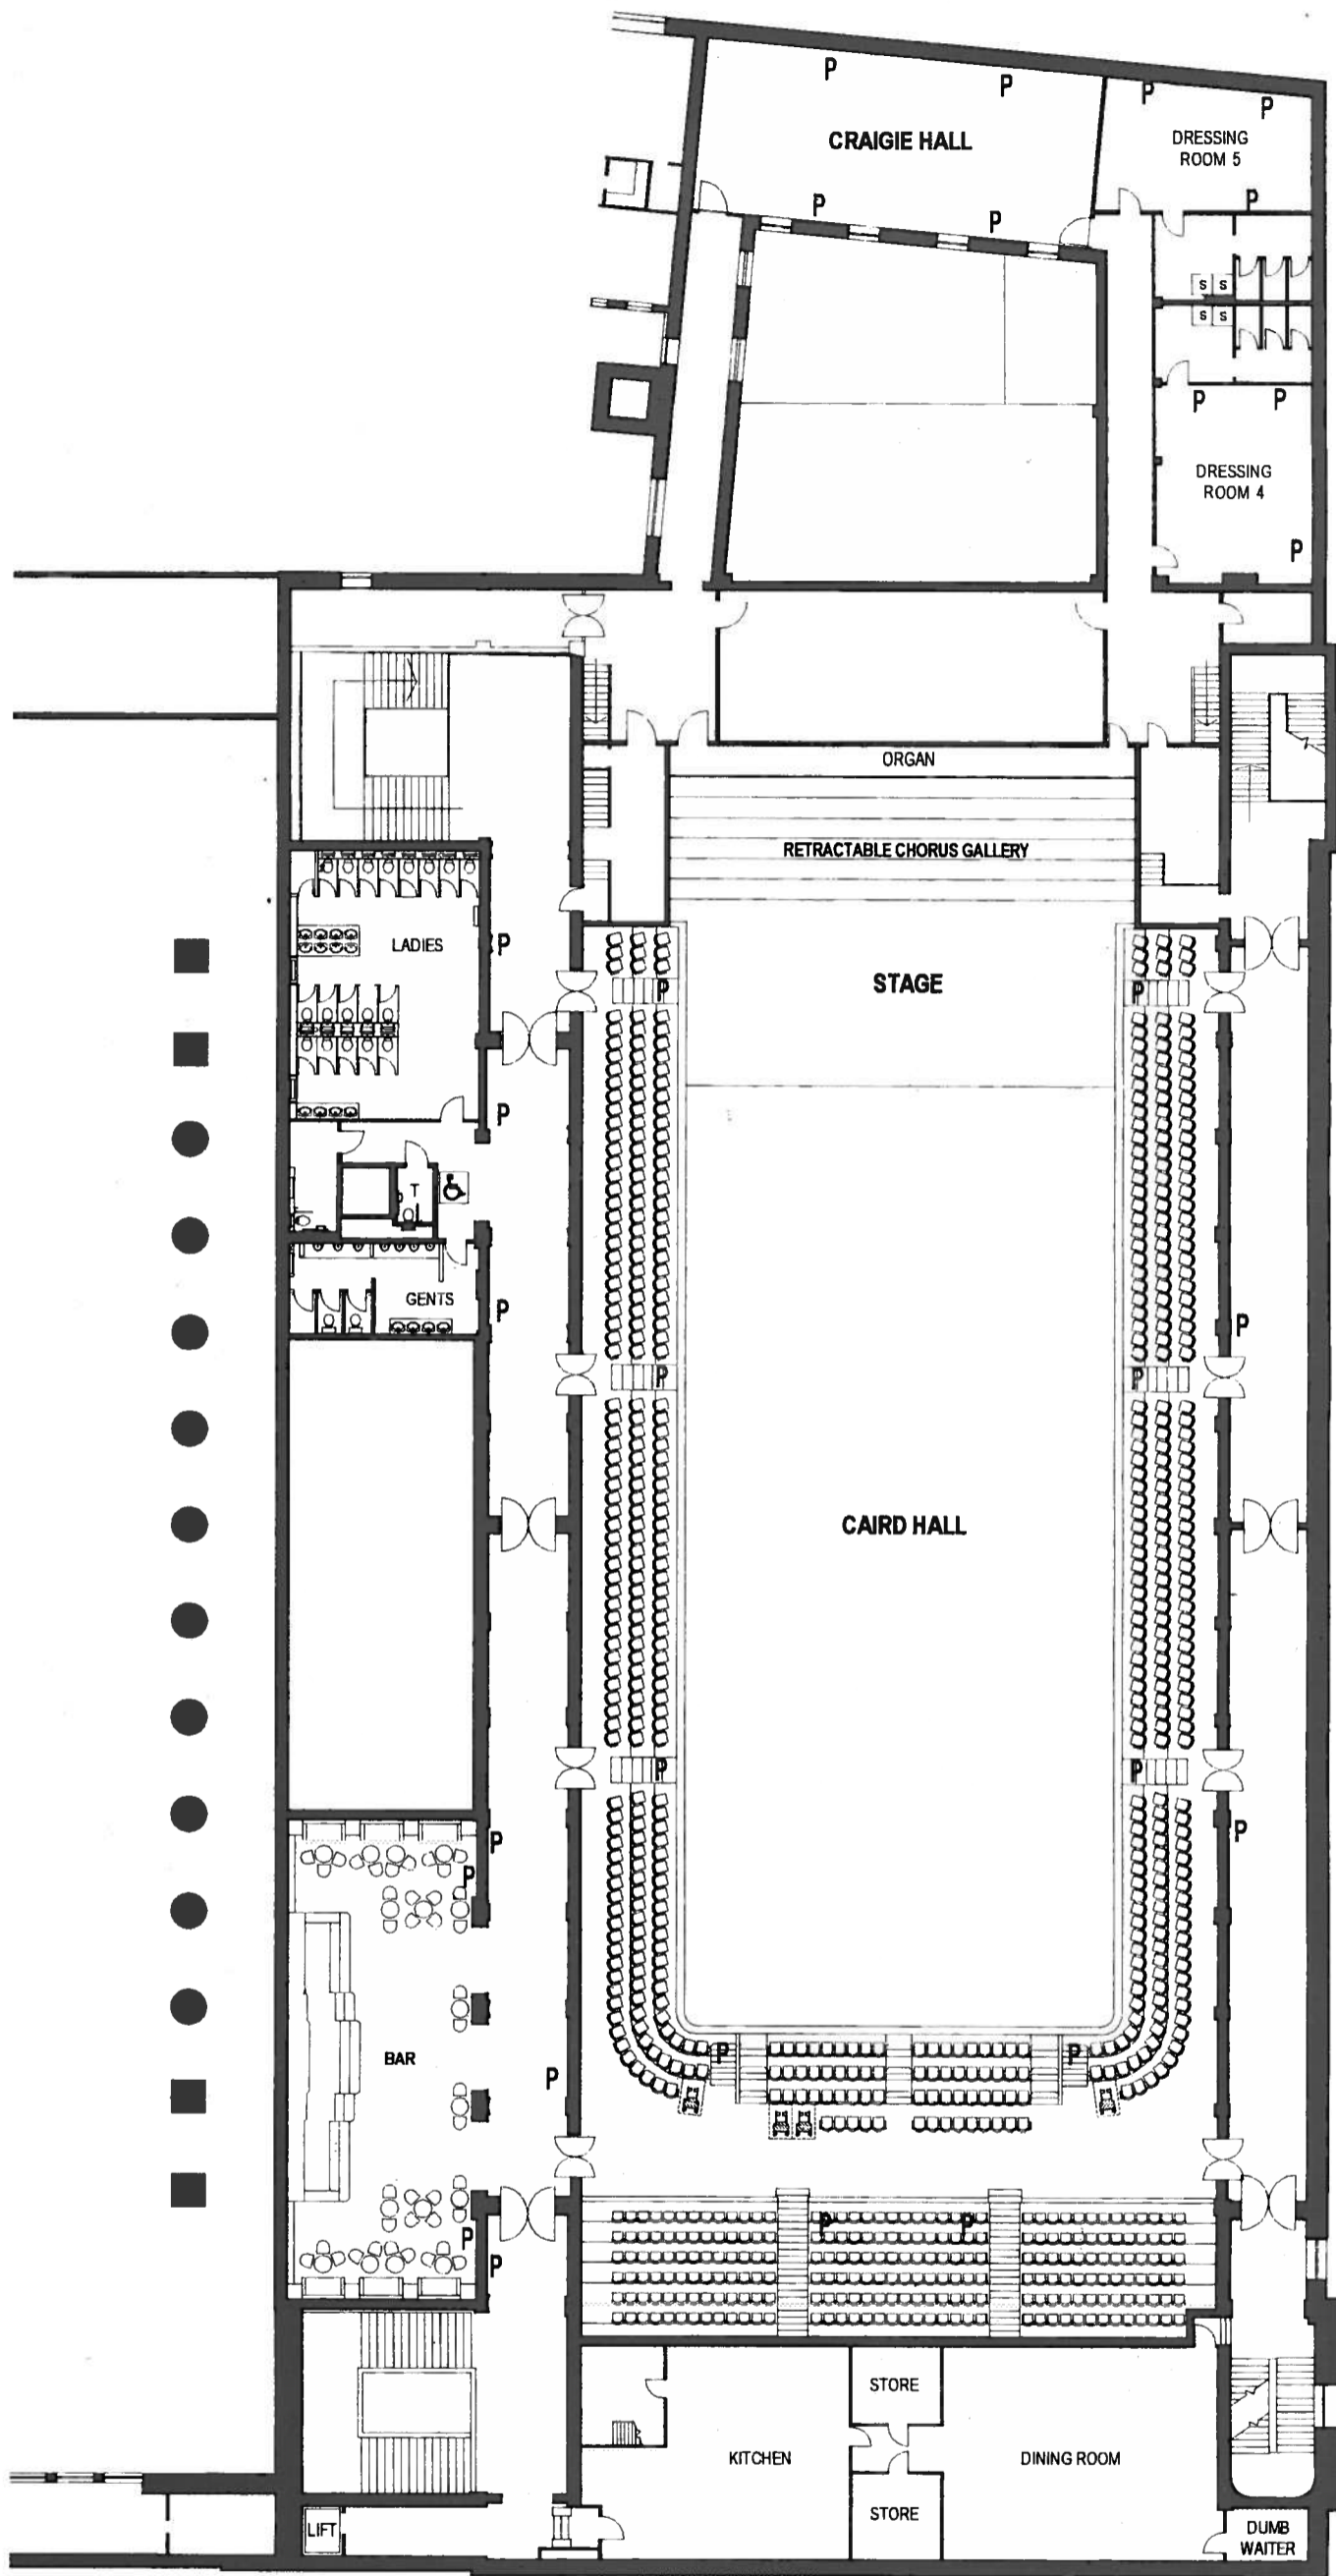 P
P
P
P
CRAIGIE HALL
DRESSING
ROOM 5
P
P
P
S S
S S
P
P
DRESSING
ROOM 4
P
ORGAN
RETRACTABLE CHORUS GALLERY
LADIES
P
STAGE
P
P
P
T
GENTS
P
P
P
P
CAIRD HALL
P
P
P
P
P
BAR
P
P
P
P
P
P
P
STORE
KITCHEN
DINING ROOM
STORE
LIFT
DUMB
WAITER